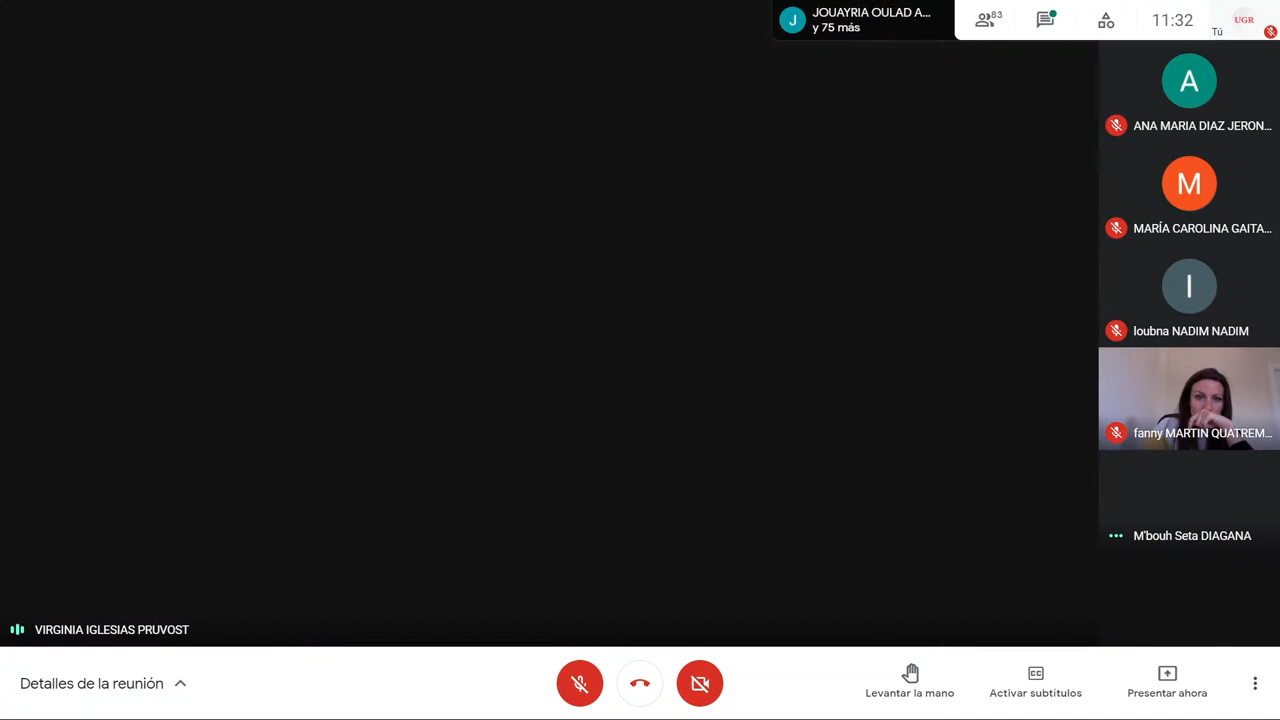 J
JOUAYRIA OULAD A...
y 75 más
83
11:32
UGR
Tú
A
ANA MARIA DIAZ JERON...
M
MARÍA CAROLINA GAITA...
I
loubna NADIM NADIM
fanny MARTIN QUATREM...
M'bouh Seta DIAGANA
VIRGINIA IGLESIAS PRUVOST
Detalles de la reunión
Levantar la mano
CC
Activar subtítulos
Presentar ahora